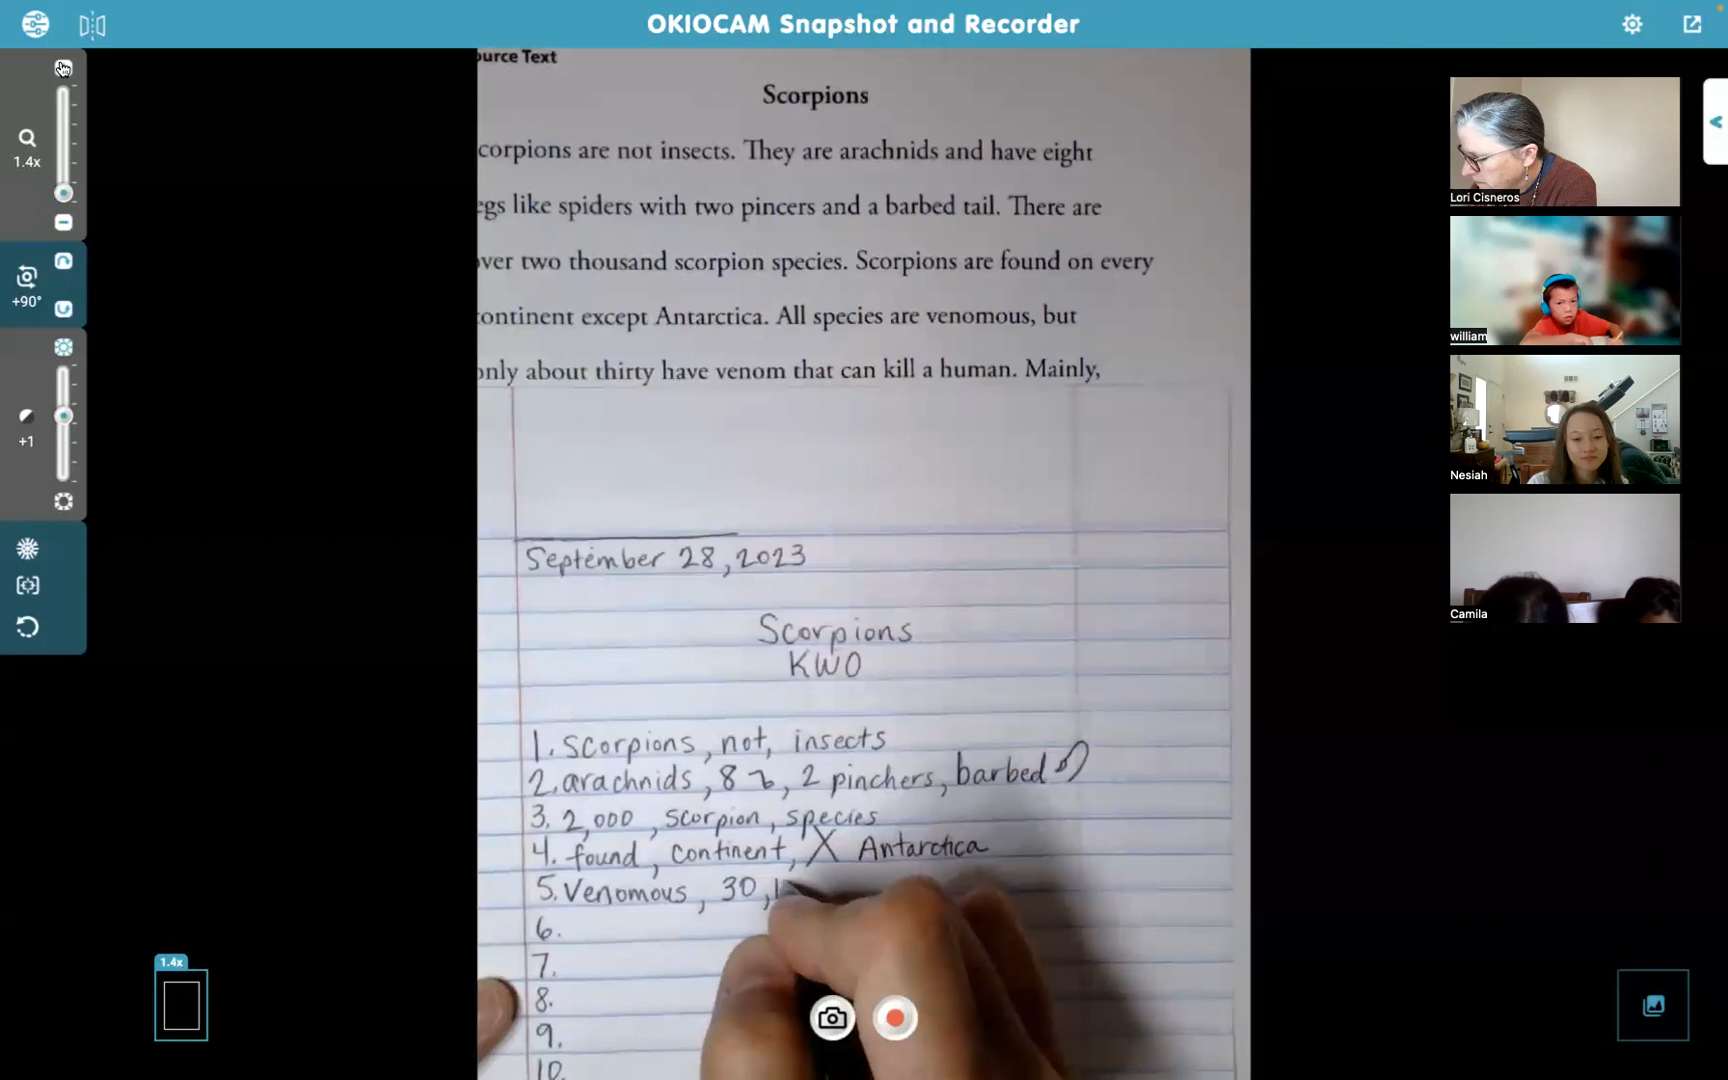 OKIOCAM Snapshot and Recorder
ource Text
Scorpions
corpions are not insects. They are arachnids and have eight
egs like spiders with two pincers and a barbed tail. There are
ver two thousand scorpion species. Scorpions are found on every
ontinent except Antarctica. All species are venomous, but
only about thirty have venom that can kill a human. Mainly,
September 28, 2023
Scorpions
KWO
1. scorpions, not, insects
2. arachnids, 8, 2 pinchers, barbed
3. 2,000, scorpion, species
4. found, continent, X Antarctica
5. Venomous, 30,
6.
7.
8.
9.
10.
1.4x
+90°
+1
1.4x
Lori Cisneros
william
Nesiah
Camila